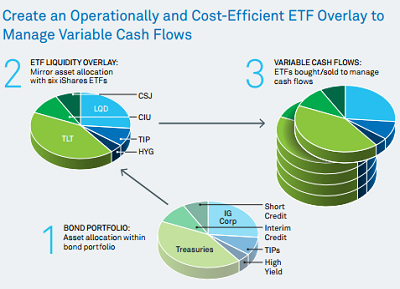 Create an Operationally and Cost-Efficient ETF Overlay to
Manage Variable Cash Flows
2
ETF LIQUIDITY OVERLAY:
Mirror asset allocation
with six iShares ETFs
CSJ
LQD
CIU
TLT
TIP
HYG
3
VARIABLE CASH FLOWS:
ETFs bought/sold to manage
cash flows
1
BOND PORTFOLIO:
Asset allocation within
bond portfolio
IG
Corp
Treasuries
Short
Credit
Interim
Credit
TIPs
High
Yield